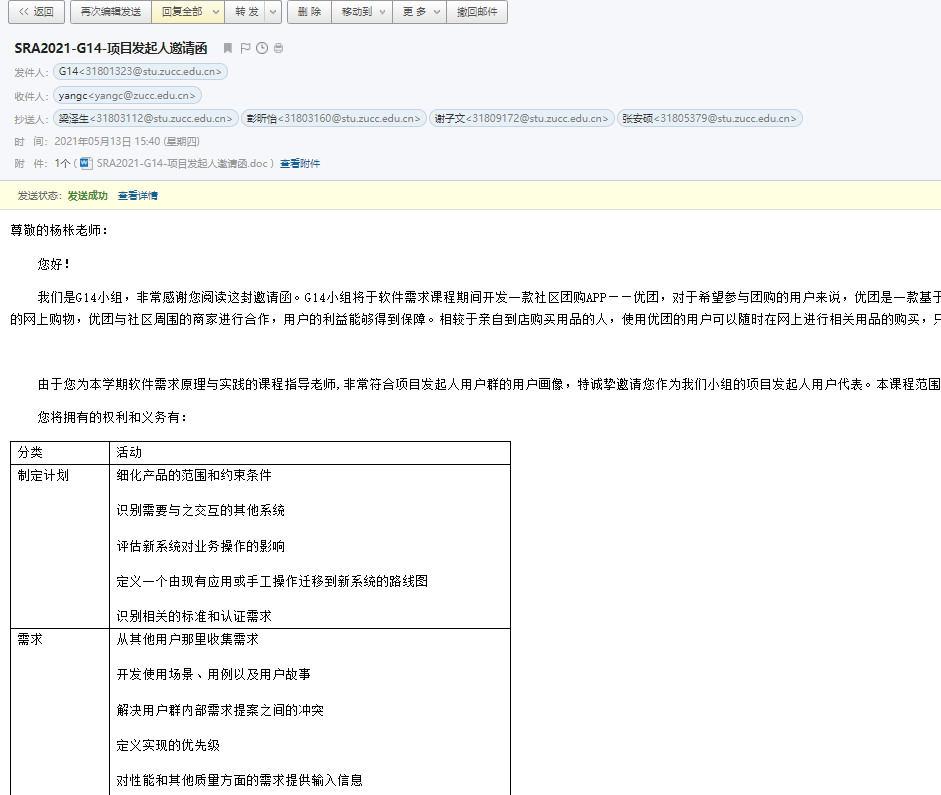 << 返回 再次编辑发送 回复全部 转 发 删 除 移动到 更 多 撤回邮件
SRA2021-G14-项目发起人邀请函
发件人： G14<31801323@stu.zucc.edu.cn>
收件人： yangc<yangc@zucc.edu.cn>
抄送人： 梁泽生<31803112@stu.zucc.edu.cn> 彭昕怡<31803160@stu.zucc.edu.cn> 谢子文<31809172@stu.zucc.edu.cn> 张安硕<31805379@stu.zucc.edu.cn>
时 间： 2021年05月13日 15:40 (星期四)
附 件： 1个 ( SRA2021-G14-项目发起人邀请函.doc ) 查看附件
发送状态： 发送成功 查看详情
尊敬的杨枨老师：
您好！
我们是G14小组，非常感谢您阅读这封邀请函。G14小组将于软件需求课程期间开发一款社区团购APP——优团，对于希望参与团购的用户来说，优团是一款基于
的网上购物，优团与社区周围的商家进行合作，用户的利益能够得到保障。相较于亲自到店购买用品的人，使用优团的用户可以随时在网上进行相关用品的购买，只
由于您为本学期软件需求原理与实践的课程指导老师,非常符合项目发起人用户群的用户画像，特诚挚邀请您作为我们小组的项目发起人用户代表。本课程范围
您将拥有的权利和义务有：
分类 活动
制定计划 细化产品的范围和约束条件
识别需要与之交互的其他系统
评估新系统对业务操作的影响
定义一个由现有应用或手工操作迁移到新系统的路线图
识别相关的标准和认证需求
需求 从其他用户那里收集需求
开发使用场景、用例以及用户故事
解决用户群内部需求提案之间的冲突
定义实现的优先级
对性能和其他质量方面的需求提供输入信息